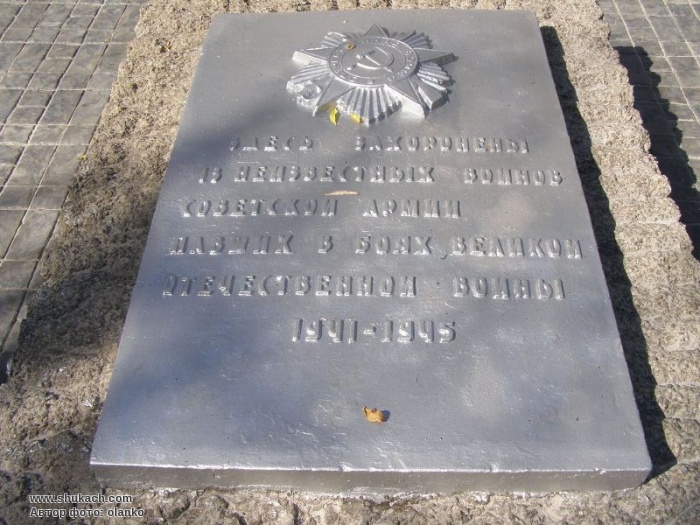 ЗДЕСЬ ЗАХОРОНЕНЫ
13 НЕИЗВЕСТНЫХ ВОИНОВ
СОВЕТСКОЙ АРМИИ
ПАВШИХ В БОЯХ ВЕЛИКОЙ
ОТЕЧЕСТВЕННОЙ ВОЙНЫ
1941-1945
www.shukach.com
Автор фото: olanko